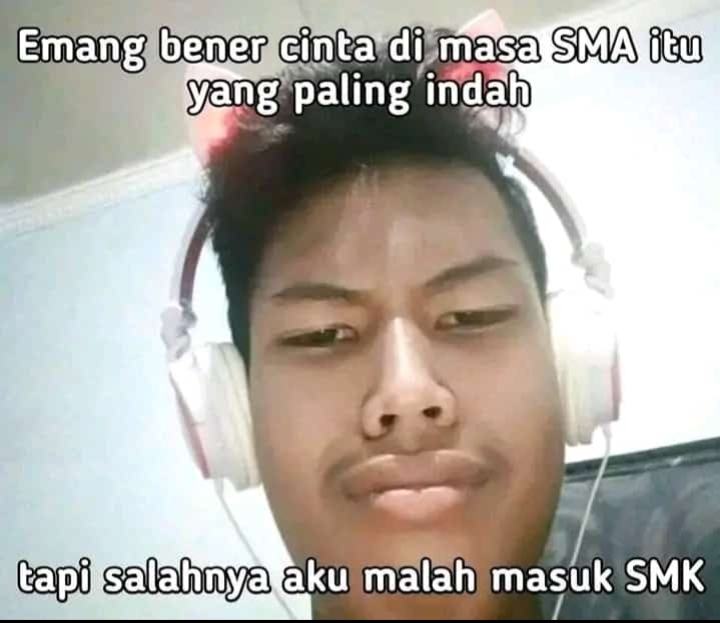 Emang bener cinta di masa SMA itu
yang paling indah
tapi salahnya aku malah masuk SMK